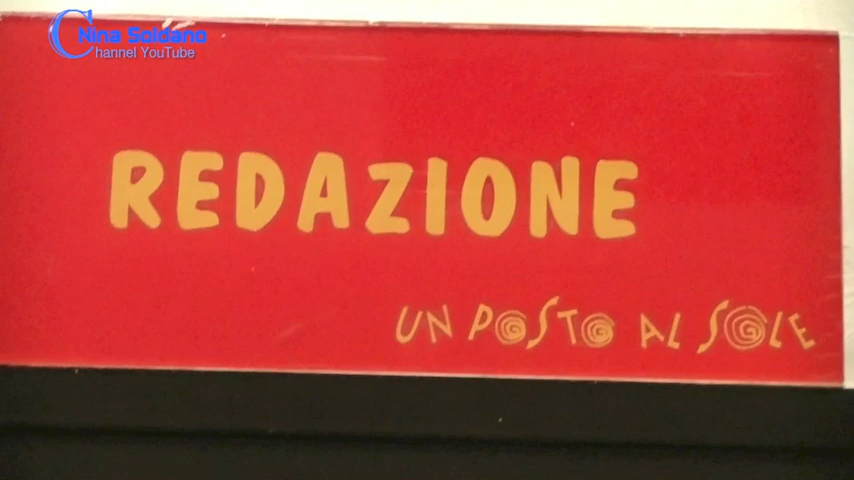 Nina Soldano
Channel YouTube
REDAZIONE
UN POSTO AL SOLE